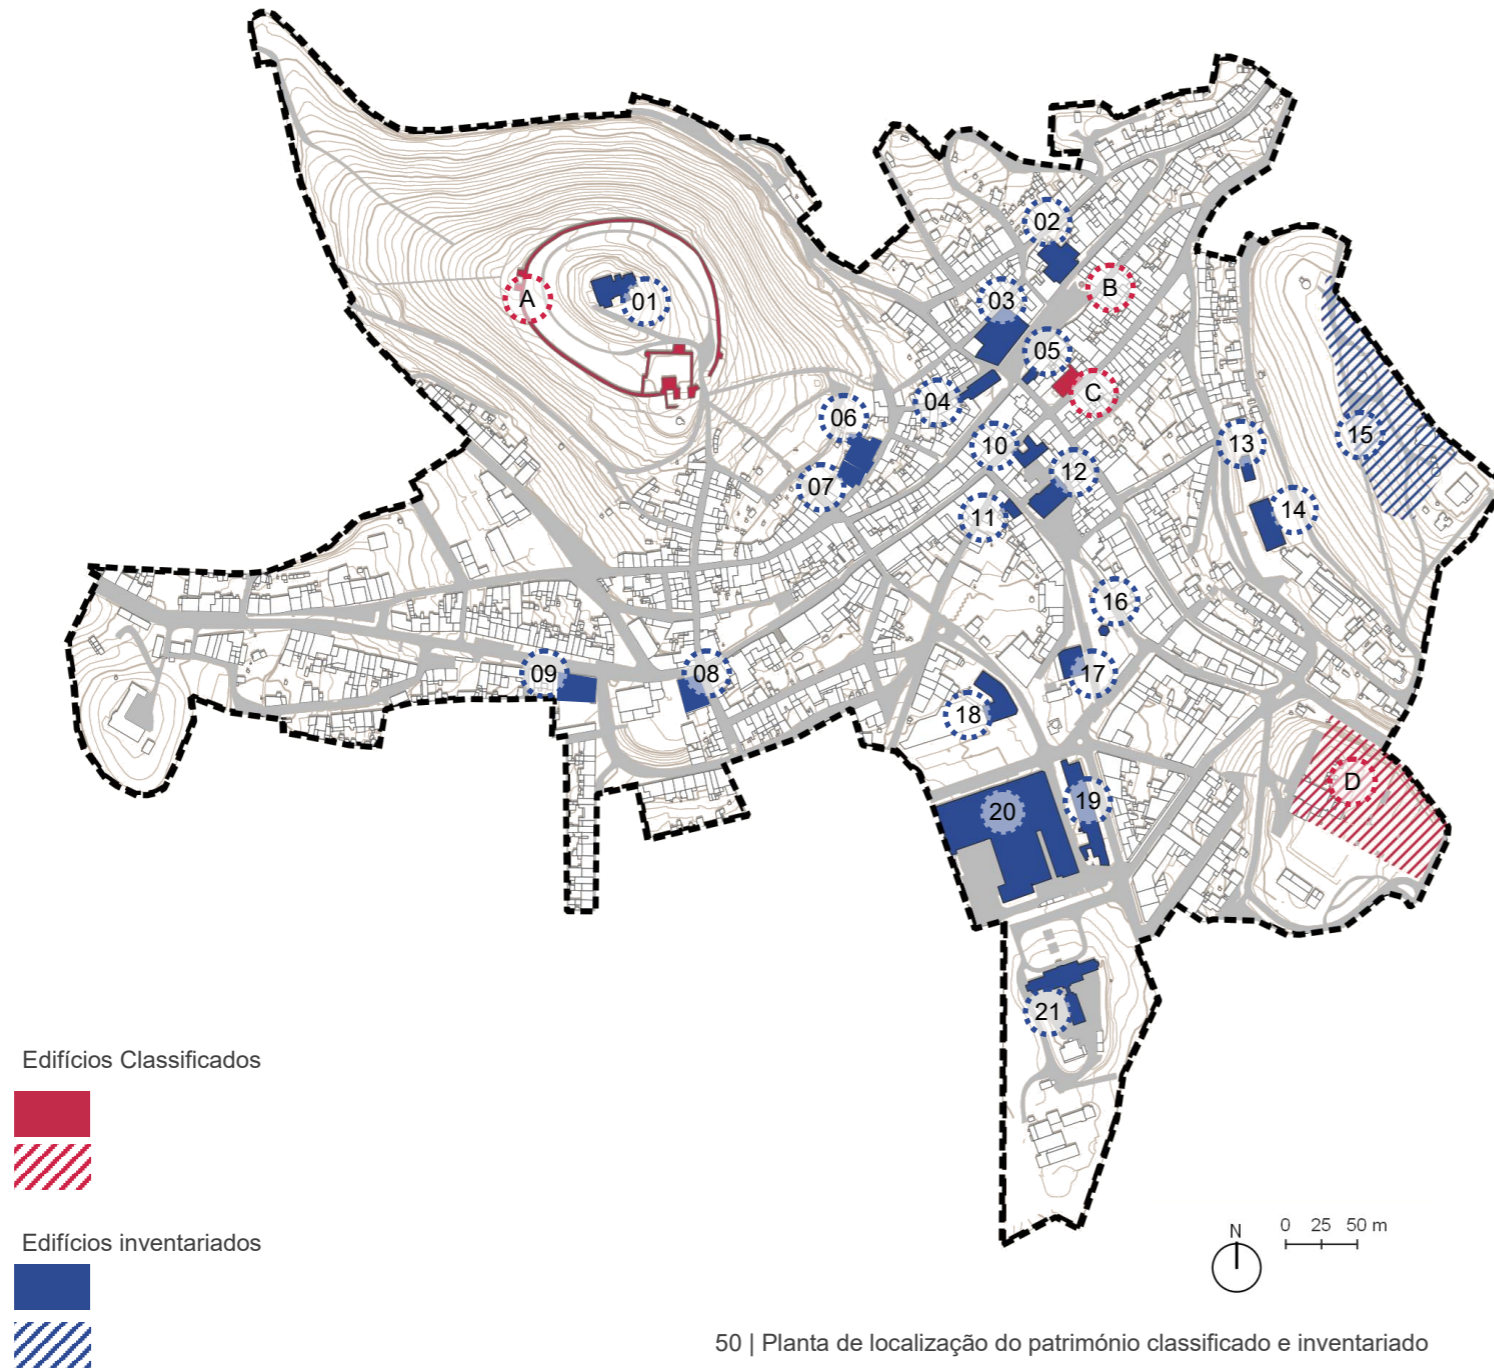 02
B
A
01
03
05
C
04
06
10
13
15
12
07
11
14
16
09
08
17
18
D
19
20
21
Edifícios Classificados
Edifícios inventariados
N
0 25 50 m
50 | Planta de localização do património classificado e inventariado